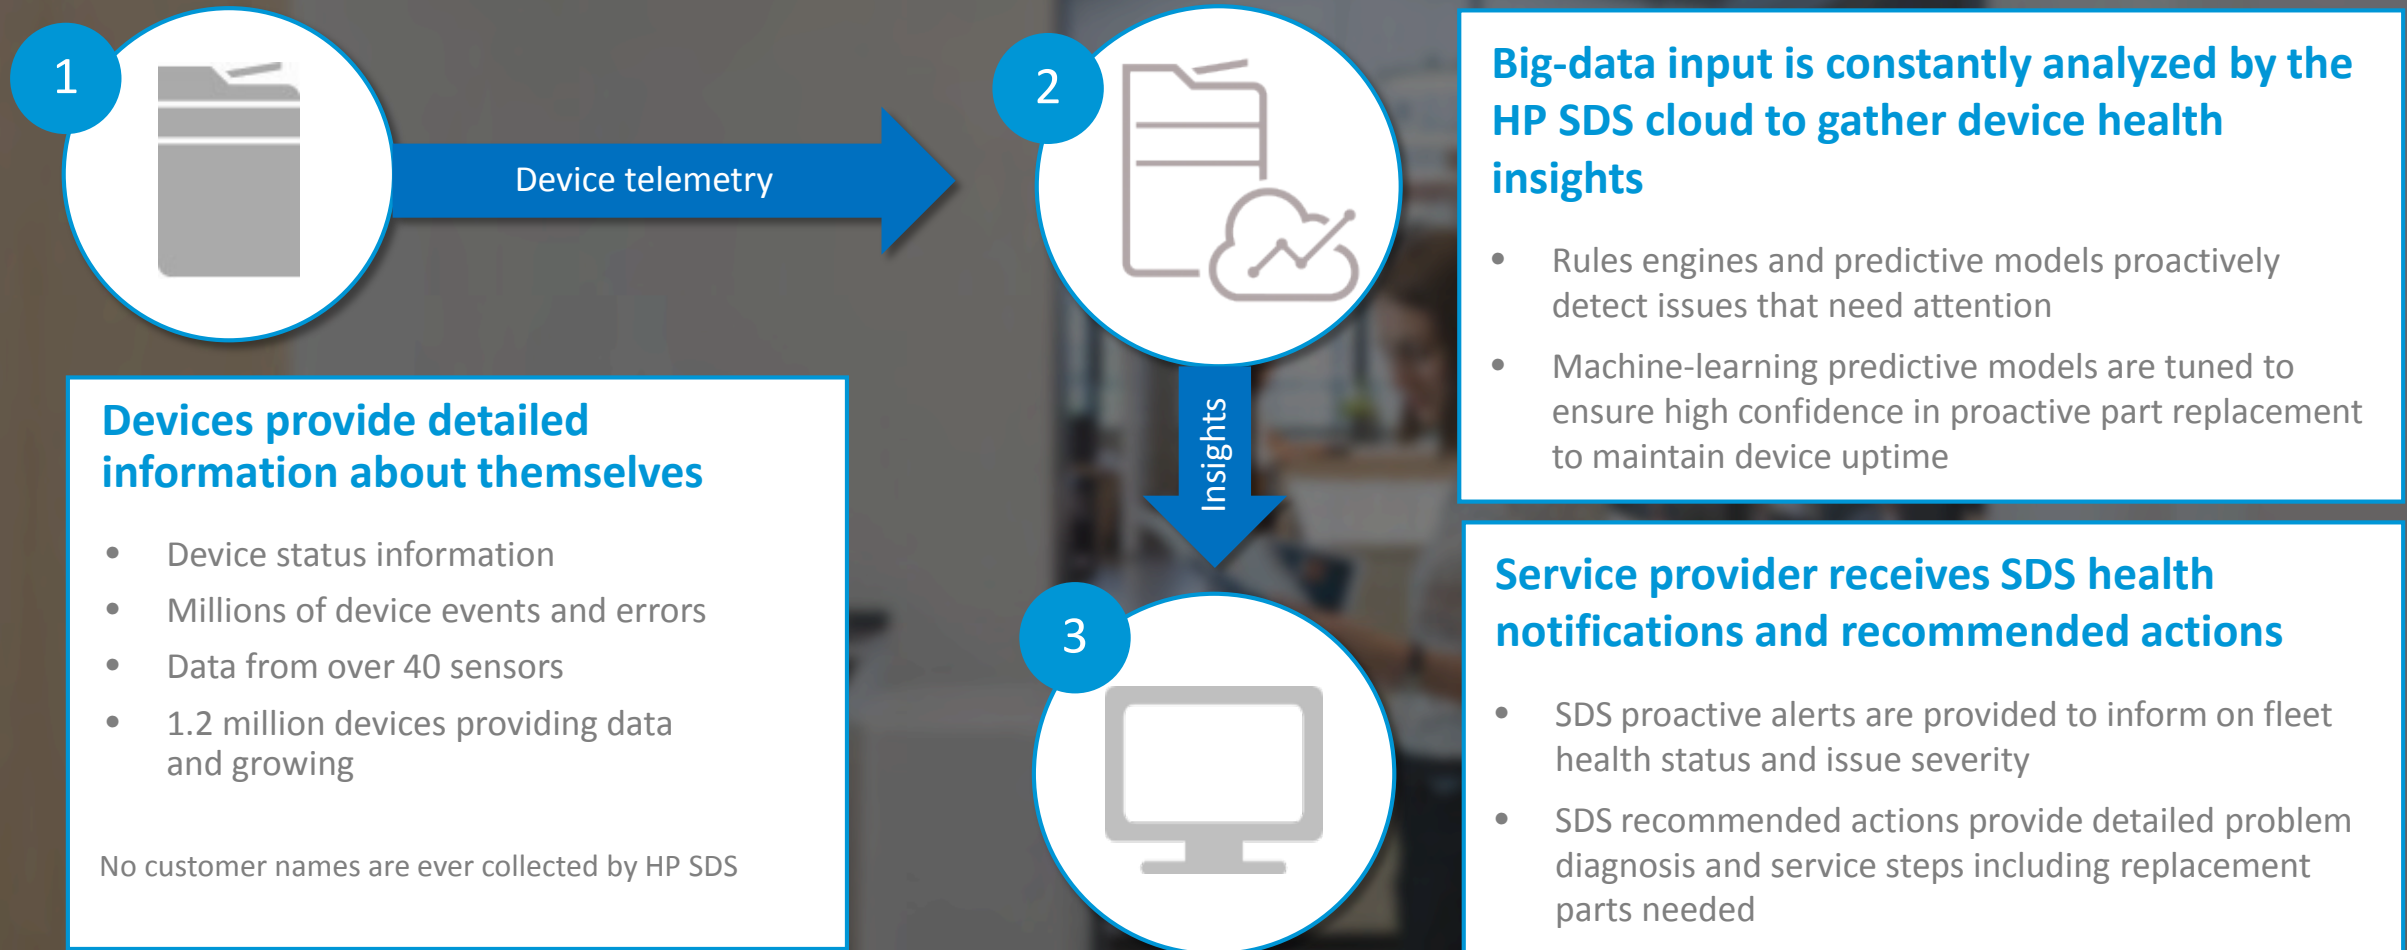 1
Device telemetry
2
Insights
3
Devices provide detailed
information about themselves
• Device status information
• Millions of device events and errors
• Data from over 40 sensors
• 1.2 million devices providing data
and growing
No customer names are ever collected by HP SDS
Big-data input is constantly analyzed by the
HP SDS cloud to gather device health
insights
• Rules engines and predictive models proactively
detect issues that need attention
• Machine-learning predictive models are tuned to
ensure high confidence in proactive part replacement
to maintain device uptime
Service provider receives SDS health
notifications and recommended actions
• SDS proactive alerts are provided to inform on fleet
health status and issue severity
• SDS recommended actions provide detailed problem
diagnosis and service steps including replacement
parts needed